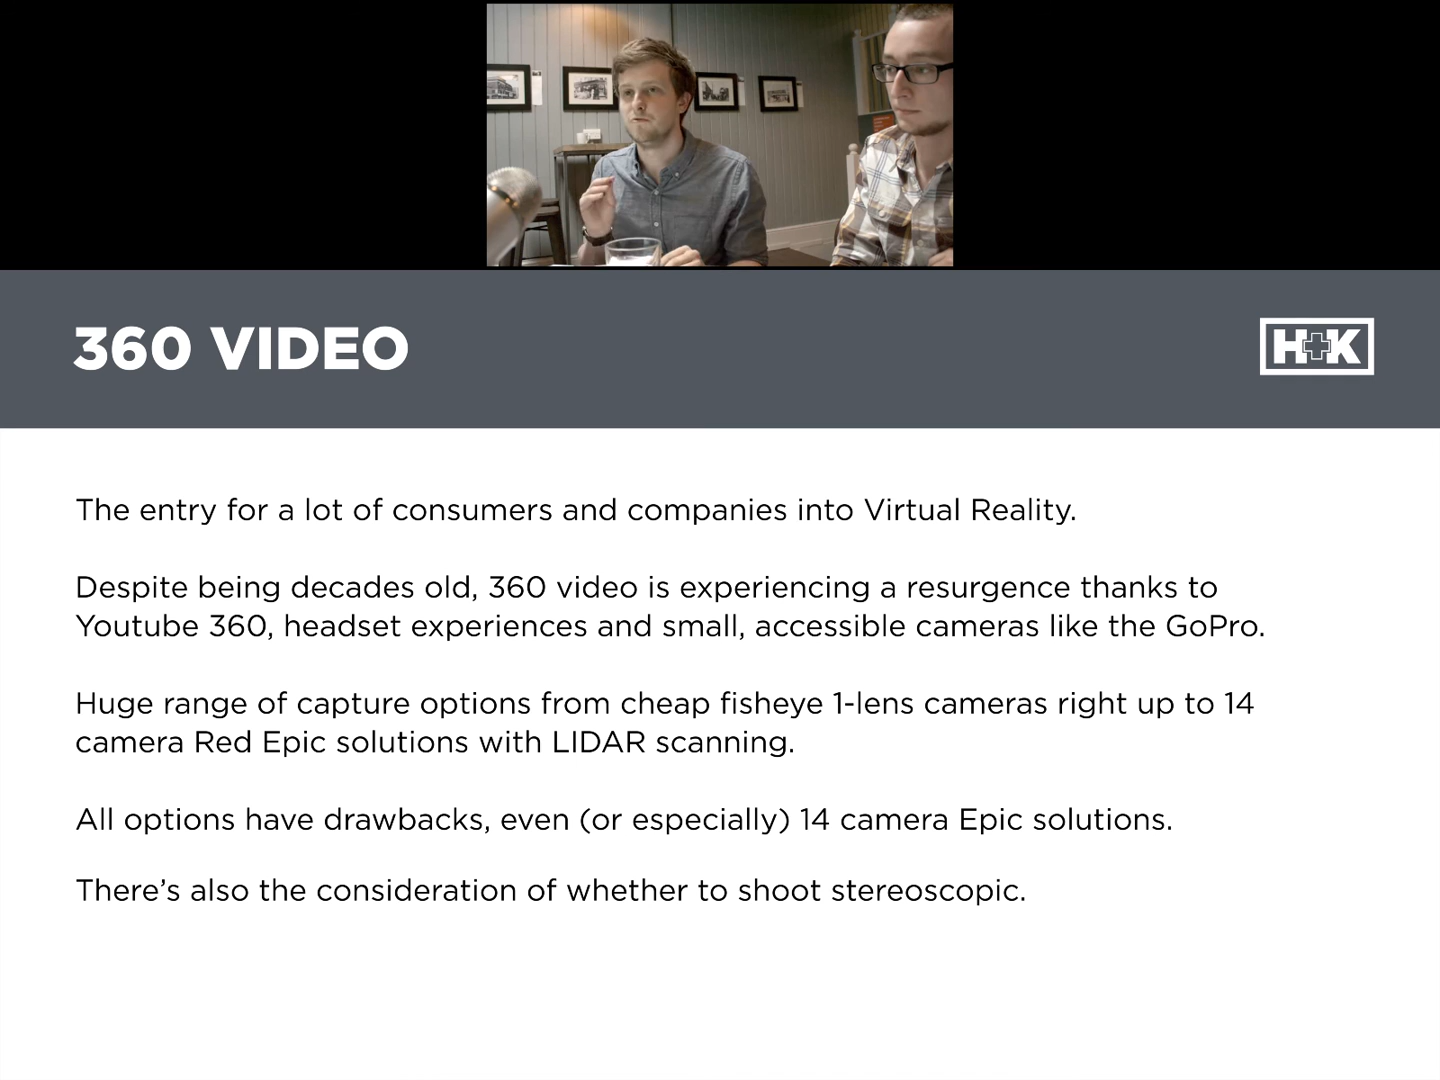 360 VIDEO
H+K
The entry for a lot of consumers and companies into Virtual Reality.
Despite being decades old, 360 video is experiencing a resurgence thanks to
Youtube 360, headset experiences and small, accessible cameras like the GoPro.
Huge range of capture options from cheap fisheye 1-lens cameras right up to 14
camera Red Epic solutions with LIDAR scanning.
All options have drawbacks, even (or especially) 14 camera Epic solutions.
There’s also the consideration of whether to shoot stereoscopic.